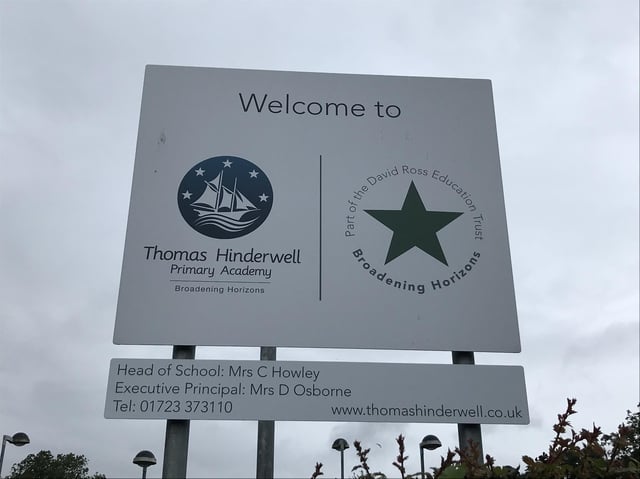 Welcome to
Thomas Hinderwell
Primary Academy
Broadening Horizons
Part of the David Ross Education Trust
Broadening Horizons
Head of School: Mrs C Howley
Executive Principal: Mrs D Osborne
Tel: 01723 373110
www.thomashinderwell.co.uk